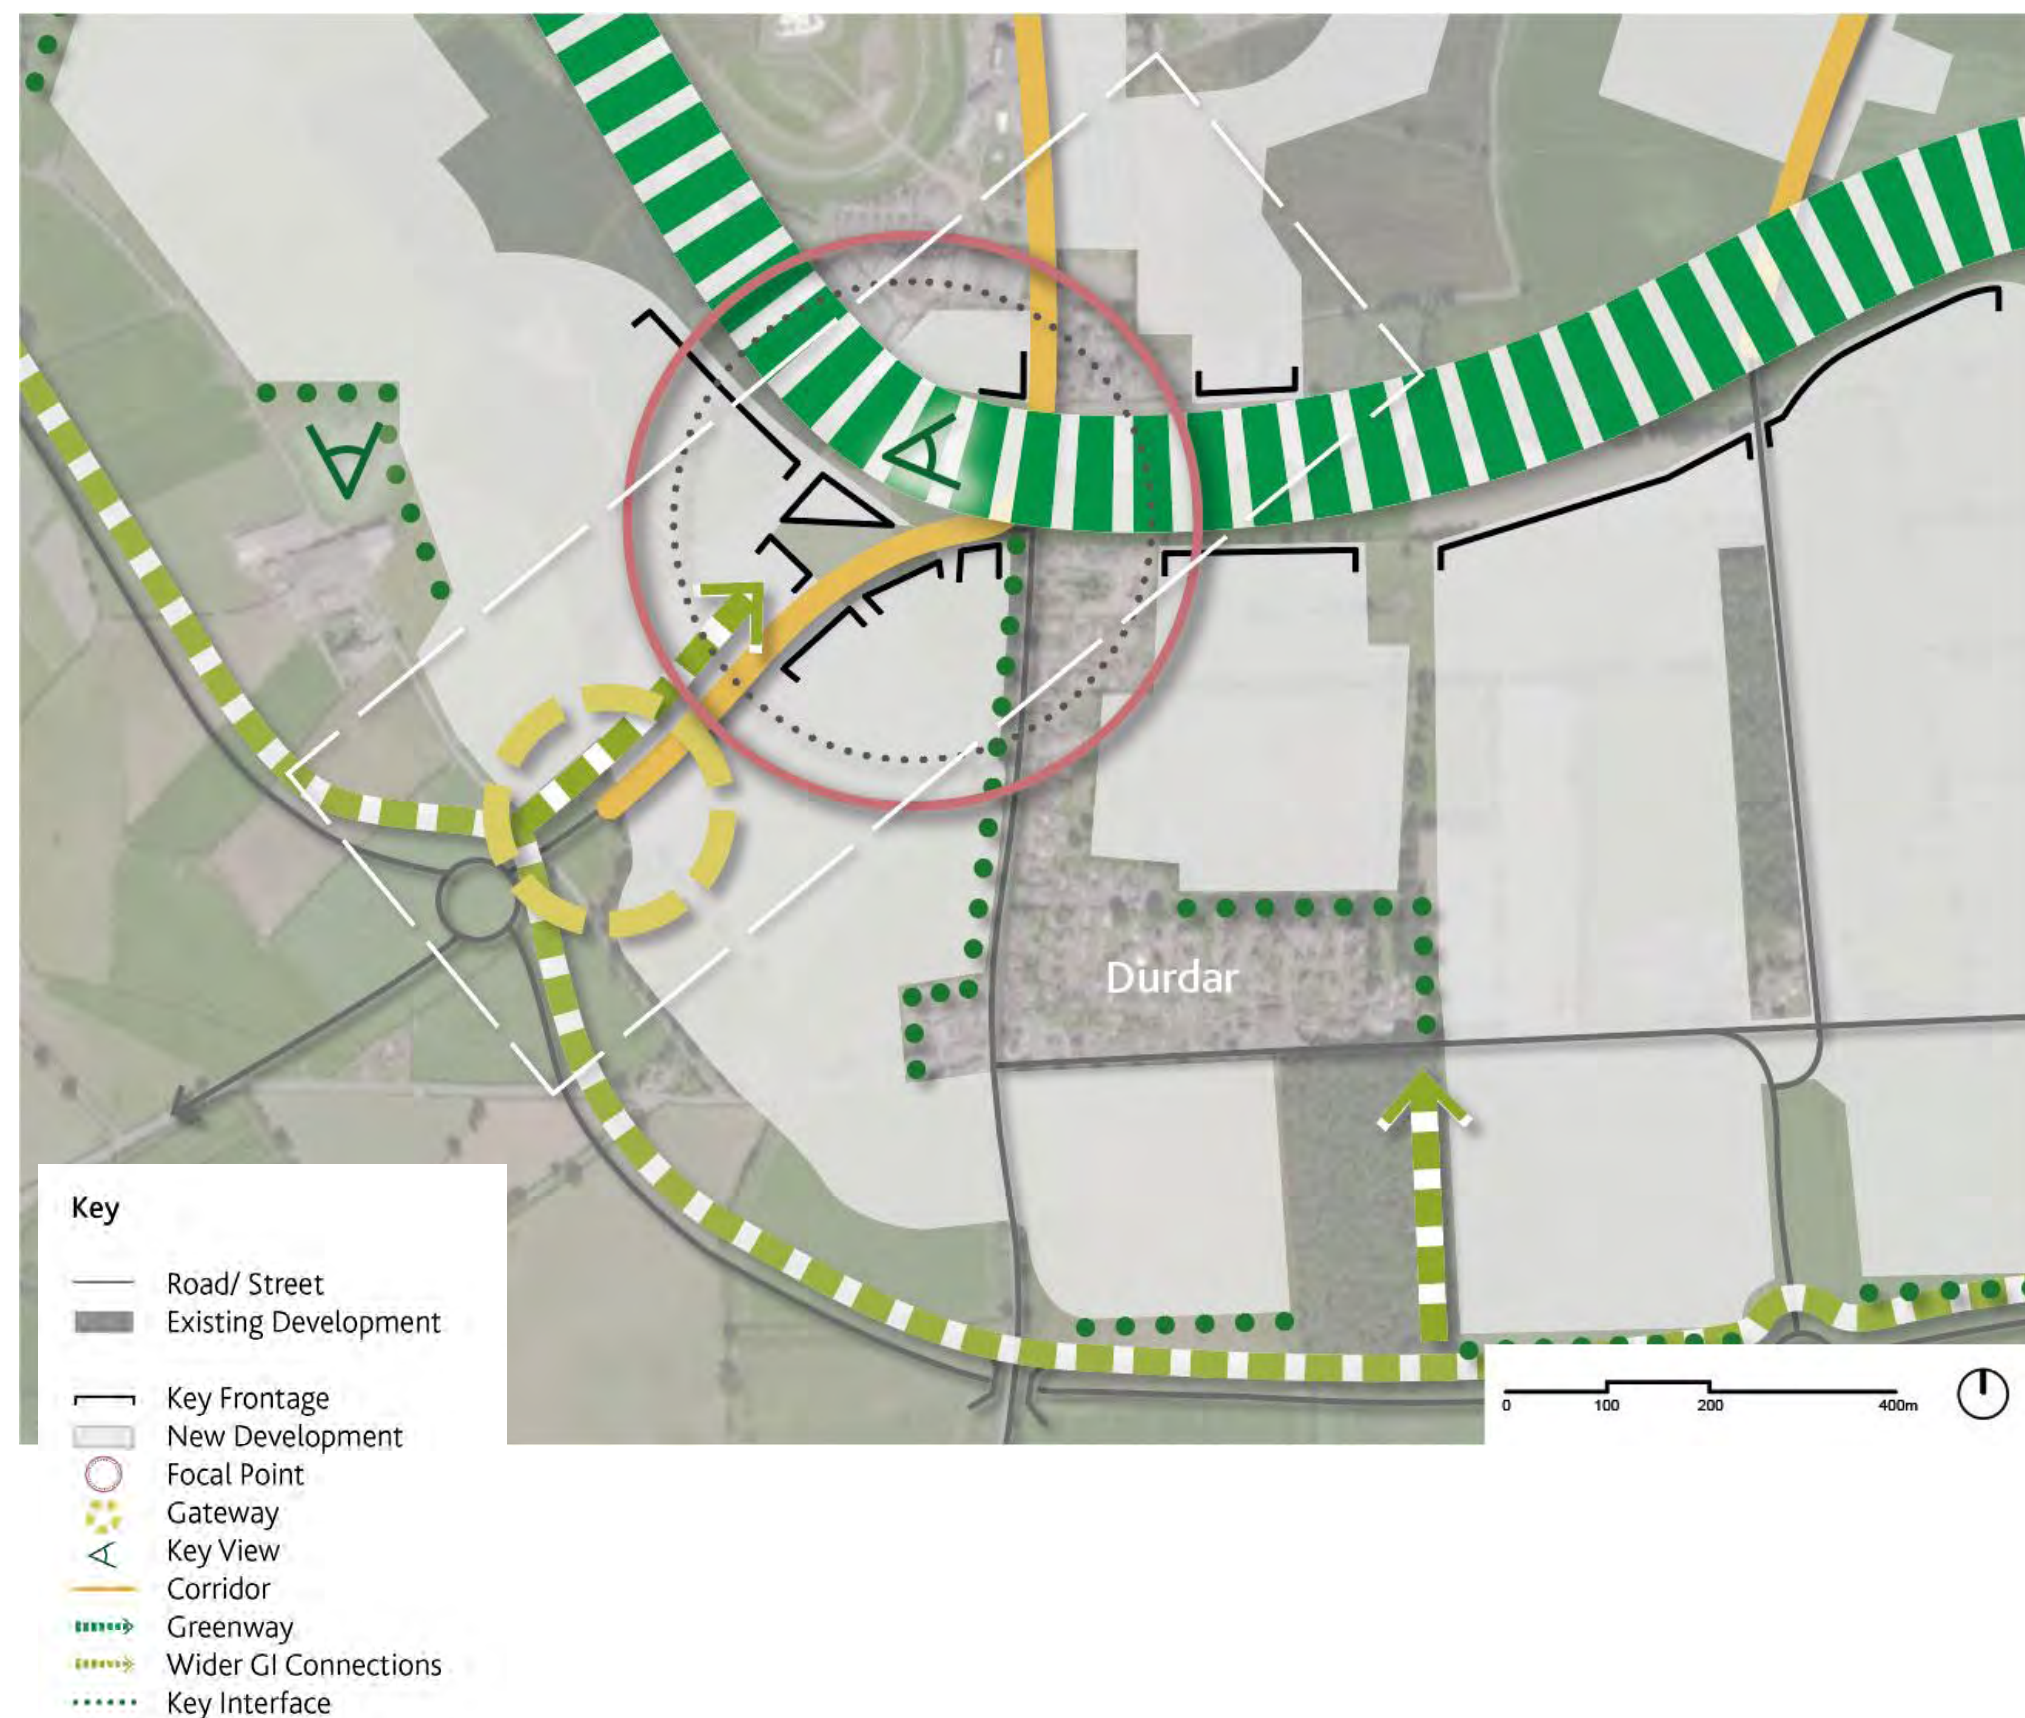 Durdar
Key
Road/ Street
Existing Development
Key Frontage
New Development
Focal Point
Gateway
Key View
Corridor
Greenway
Wider GI Connections
Key Interface
0 100 200 400m